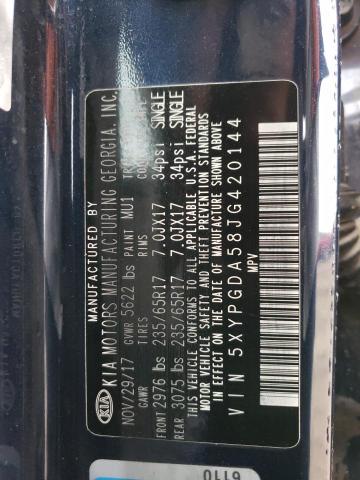 MANUFACTURED BY
KIA KIA MOTORS MANUFACTURING GEORGIA, INC.
NOV/29/17 GVWR 5622 lbs PAINT MU1
GAWR TIRES RIMS
FRONT 2976 lbs 235/65R17 7.0JX17 34psi SINGLE
REAR 3075 lbs 235/65R17 7.0JX17 34psi SINGLE
THIS VEHICLE CONFORMS TO ALL APPLICABLE U.S.A. FEDERAL
MOTOR VEHICLE SAFETY AND THEFT PREVENTION STANDARDS
IN EFFECT ON THE DATE OF MANUFACTURE SHOWN ABOVE
VIN 5XYPGDA58JG420144
MPV
6110